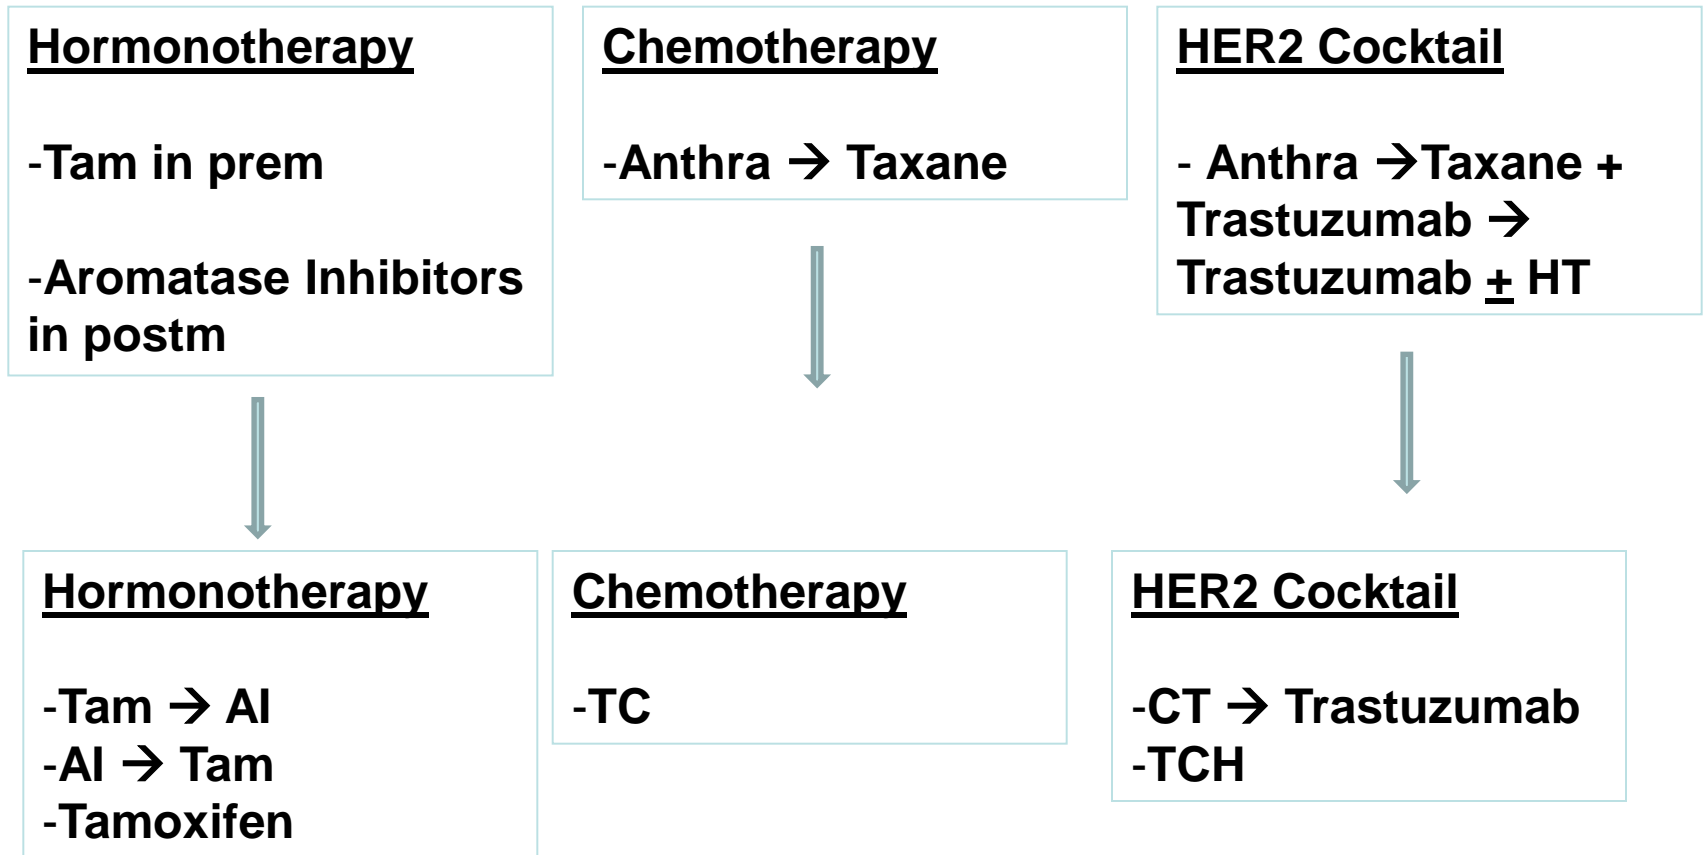 Hormonotherapy
-Tam in prem
-Aromatase Inhibitors
in postm
Chemotherapy
-Anthra → Taxane
HER2 Cocktail
- Anthra →Taxane +
Trastuzumab →
Trastuzumab ± HT
Hormonotherapy
-Tam → AI
-AI → Tam
-Tamoxifen
Chemotherapy
-TC
HER2 Cocktail
-CT → Trastuzumab
-TCH